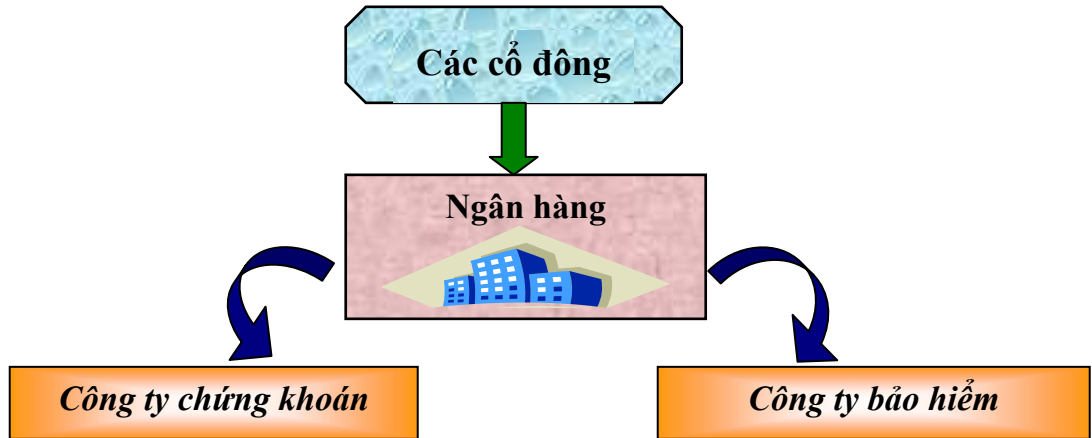 Các cổ đông
Ngân hàng
Công ty chứng khoán
Công ty bảo hiểm